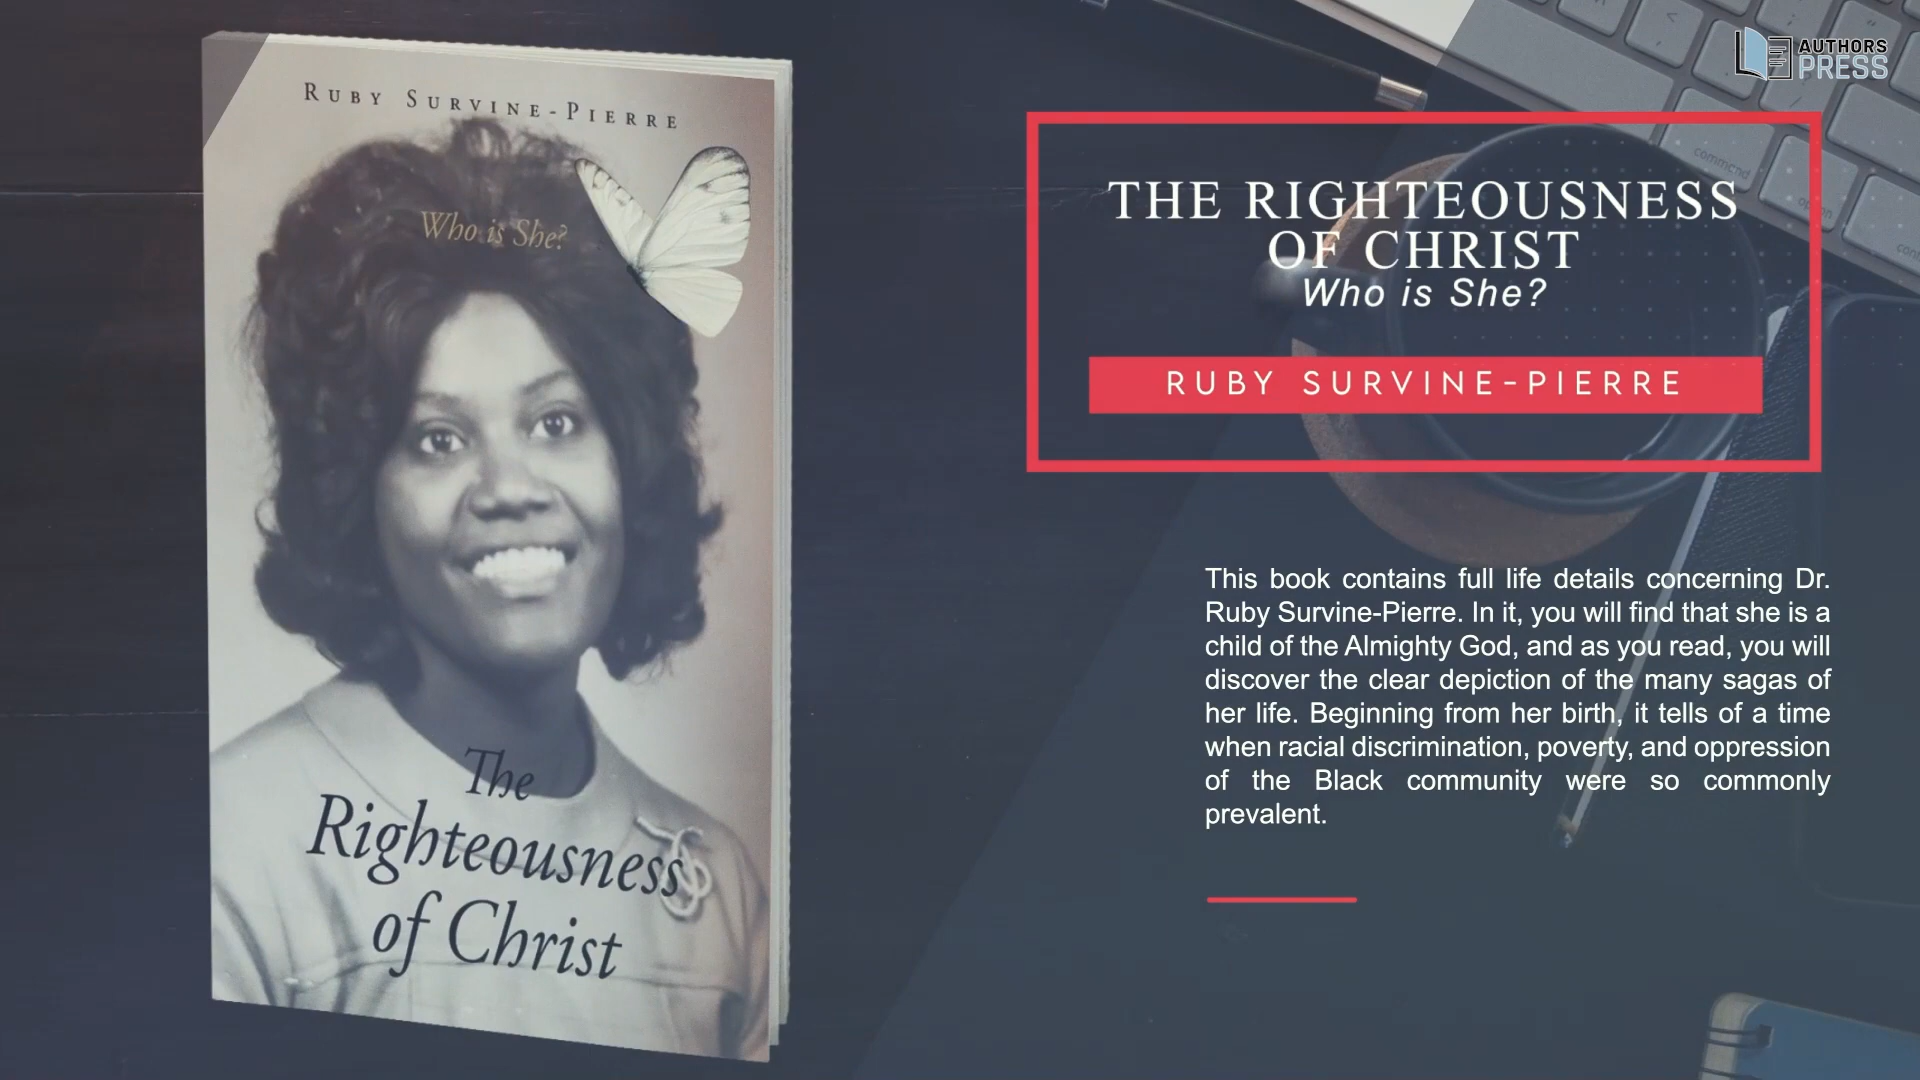 RUBY SURVINE-PIERRE
Who is She?
The
Righteousness
of Christ
AUTHORS
PRESS
THE RIGHTEOUSNESS
OF CHRIST
Who is She?
RUBY SURVINE-PIERRE
This book contains full life details concerning Dr.
Ruby Survine-Pierre. In it, you will find that she is a
child of the Almighty God, and as you read, you will
discover the clear depiction of the many sagas of
her life. Beginning from her birth, it tells of a time
when racial discrimination, poverty, and oppression
of the Black community were so commonly
prevalent.
command
option